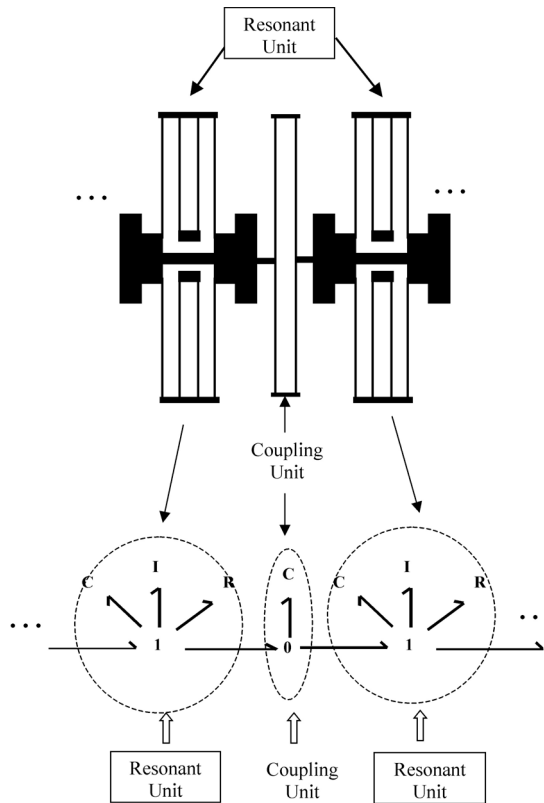 Resonant
Unit
...
...
Coupling
Unit
C
I
R
C
C
I
R
...
1
0
1
..
Resonant
Unit
Coupling
Unit
Resonant
Unit